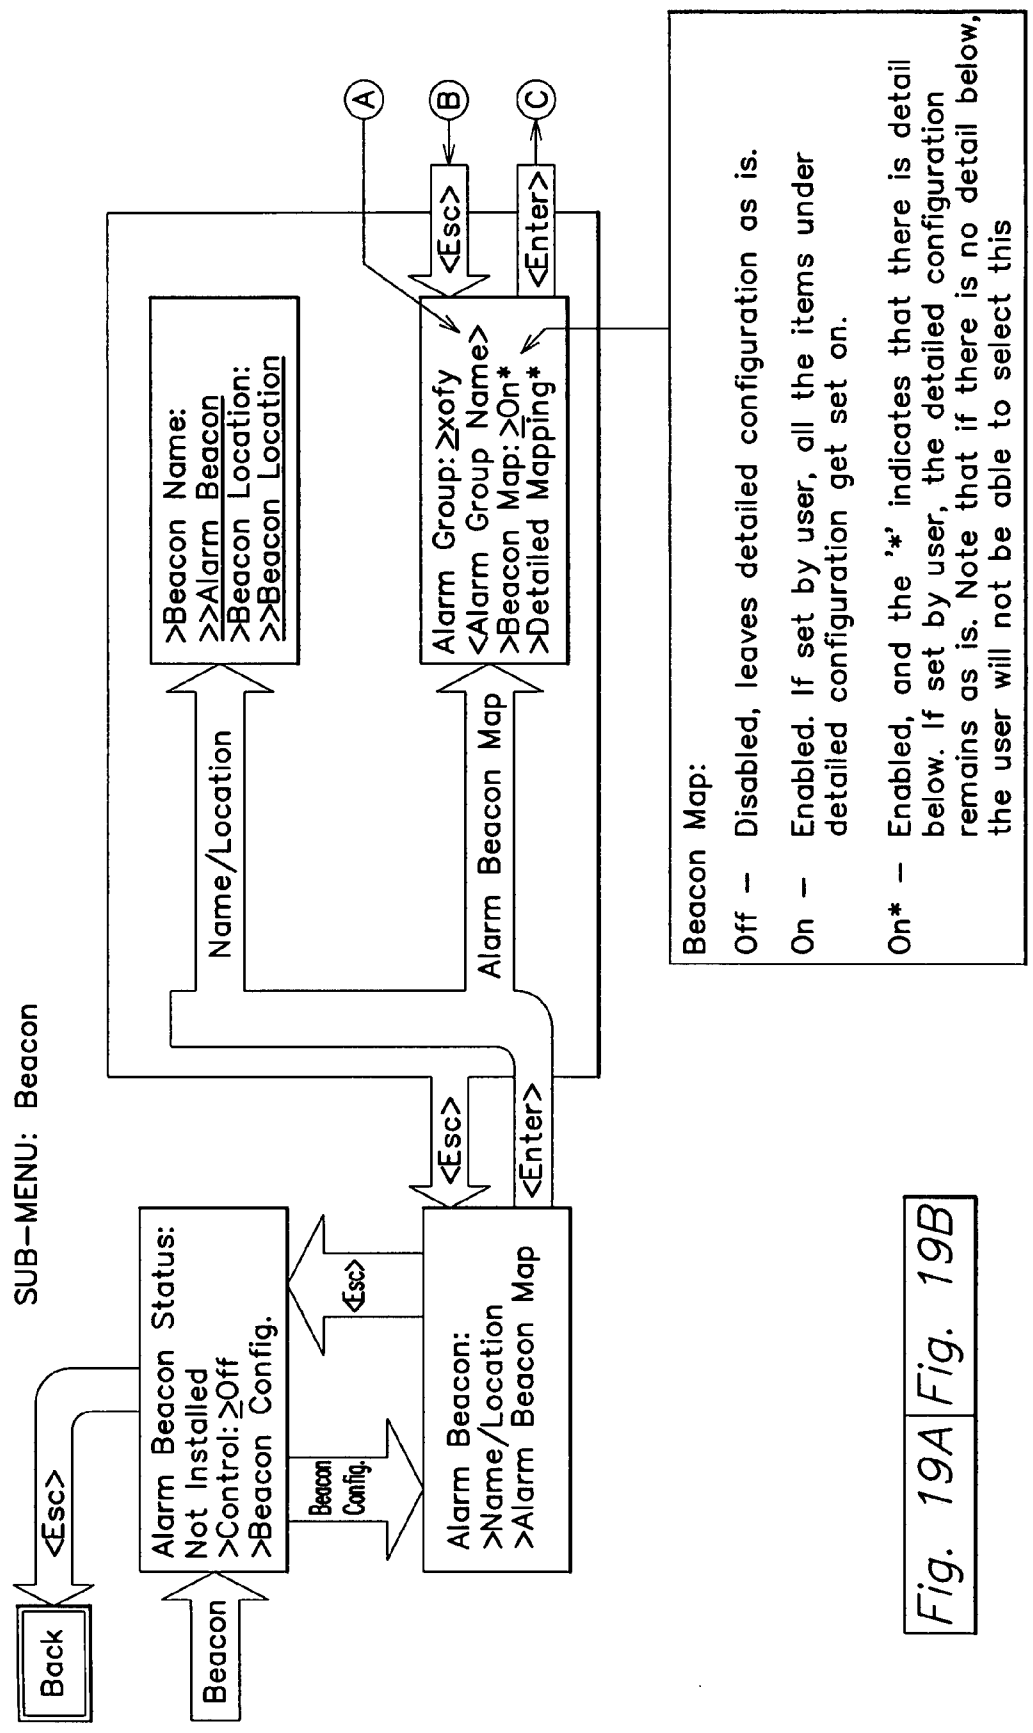 SUB-MENU: Beacon
Back
<Esc>
Beacon
Alarm Beacon Status:
Not Installed
>Control: >Off
>Beacon Config.
Beacon
Config.
<Esc>
Alarm Beacon:
>Name/Location
>Alarm Beacon Map
<Esc>
<Enter>
Name/Location
Alarm Beacon Map
>Beacon Name:
>>Alarm Beacon
>Beacon Location:
>>Beacon Location
Alarm Group: >xofy
<Alarm Group Name>
>Beacon Map: >On*
>Detailed Mapping*
<Esc>
<Enter>
A
B
C
Beacon Map:
Off – Disabled, leaves detailed configuration as is.
On – Enabled. If set by user, all the items under
detailed configuration get set on.
On* – Enabled, and the '*' indicates that there is detail
below. If set by user, the detailed configuration
remains as is. Note that if there is no detail below,
the user will not be able to select this
Fig. 19A Fig. 19B